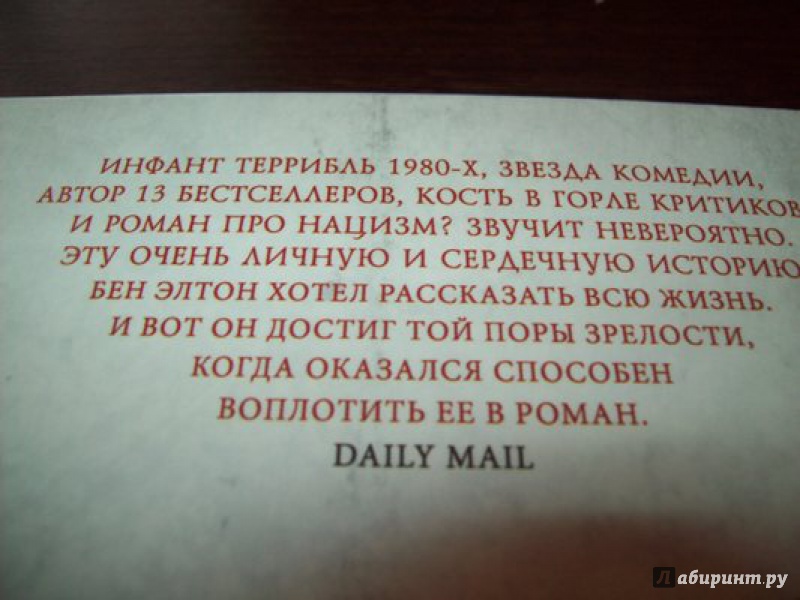 ИНФАНТ ТЕРРИБЛЬ 1980-Х, ЗВЕЗДА КОМЕДИИ,
АВТОР 13 БЕСТСЕЛЛЕРОВ, КОСТЬ В ГОРЛЕ КРИТИКОВ
И РОМАН ПРО НАЦИЗМ? ЗВУЧИТ НЕВЕРОЯТНО.
ЭТУ ОЧЕНЬ ЛИЧНУЮ И СЕРДЕЧНУЮ ИСТОРИЮ
БЕН ЭЛТОН ХОТЕЛ РАССКАЗАТЬ ВСЮ ЖИЗНЬ.
И ВОТ ОН ДОСТИГ ТОЙ ПОРЫ ЗРЕЛОСТИ,
КОГДА ОКАЗАЛСЯ СПОСОБЕН
ВОПЛОТИТЬ ЕЕ В РОМАН.
DAILY MAIL
Лабиринт.ру